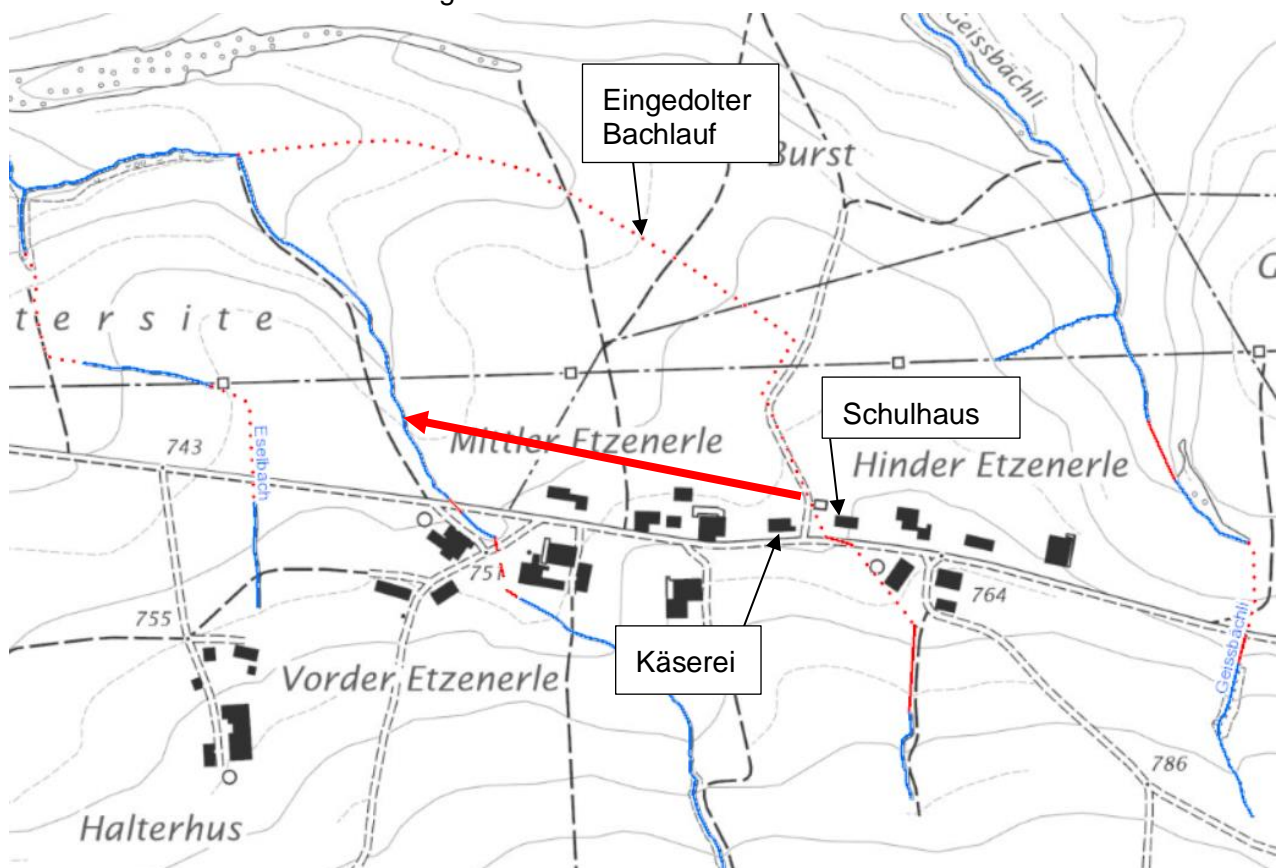 Geissbächli
Eingedolter
Bachlauf
Burst
tersite
Eselbach
743
Mittler Etzenerle
Schulhaus
Hinder Etzenerle
751
764
755
Vorder Etzenerle
Käserei
Geissbächli
786
Halterhus